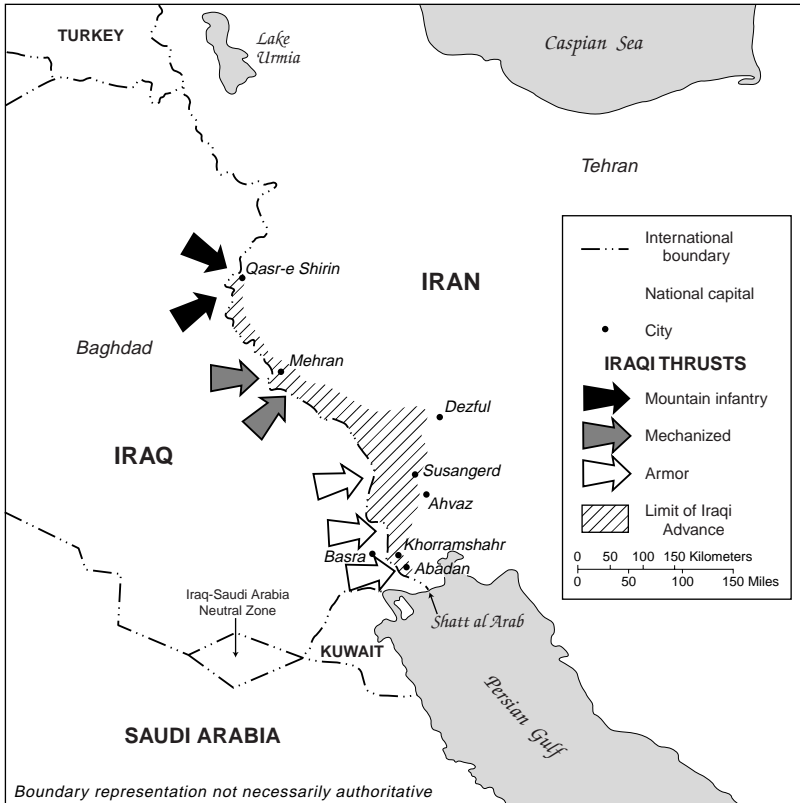 TURKEY
Lake
Urmia
Caspian Sea
Tehran
Qasr-e Shirin
IRAN
Baghdad
Mehran
Dezful
IRAQ
Susangerd
Ahvaz
Basra
Khorramshahr
Abadan
Iraq-Saudi Arabia
Neutral Zone
Shatt al Arab
KUWAIT
Persian Gulf
SAUDI ARABIA
Boundary representation not necessarily authoritative
International
boundary
National capital
City
IRAQI THRUSTS
Mountain infantry
Mechanized
Armor
Limit of Iraqi
Advance
0 50 100 150 Kilometers
0 50 100 150 Miles